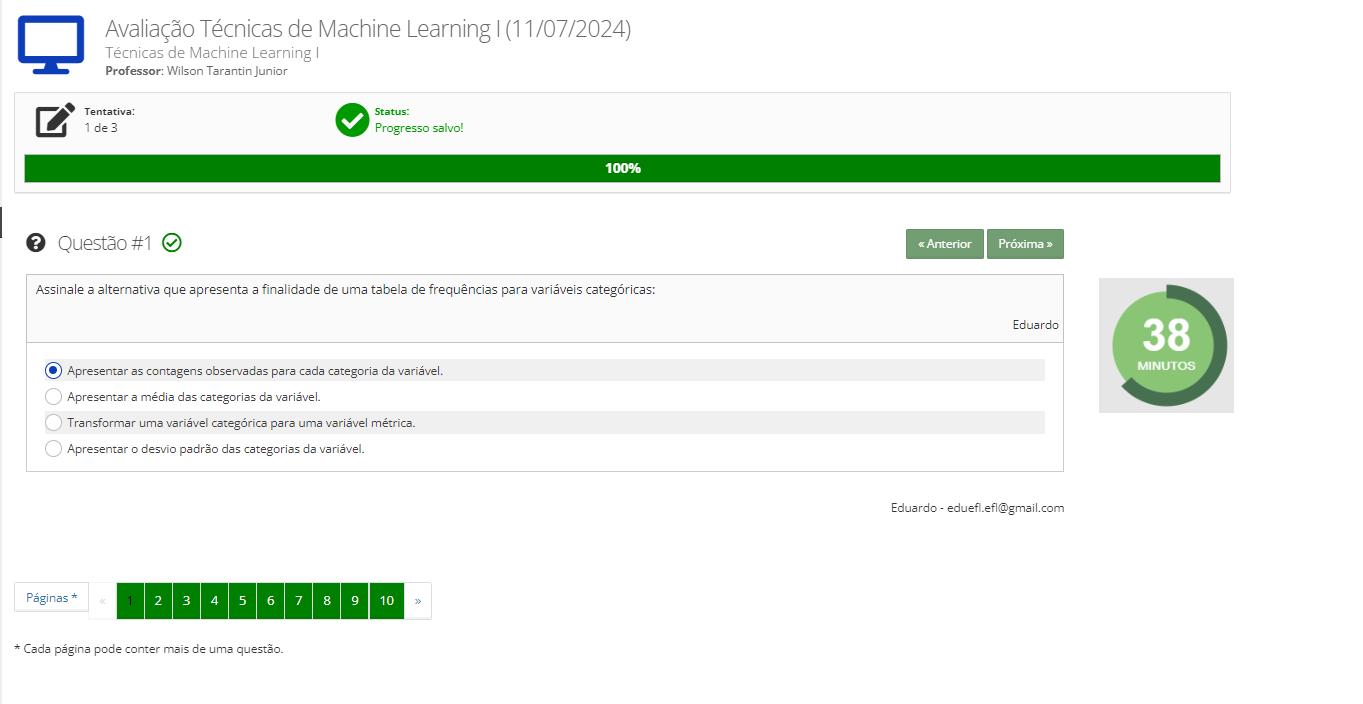 Avaliação Técnicas de Machine Learning I (11/07/2024)
Técnicas de Machine Learning I
Professor: Wilson Tarantin Junior
Tentativa:
1 de 3
Status:
Progresso salvo!
100%
Questão #1
« Anterior
Próxima »
Assinale a alternativa que apresenta a finalidade de uma tabela de frequências para variáveis categóricas:
Eduardo
38
MINUTOS
Apresentar as contagens observadas para cada categoria da variável.
Apresentar a média das categorias da variável.
Transformar uma variável categórica para uma variável métrica.
Apresentar o desvio padrão das categorias da variável.
Eduardo - eduefl.efl@gmail.com
Páginas * « 1 2 3 4 5 6 7 8 9 10 »
* Cada página pode conter mais de uma questão.